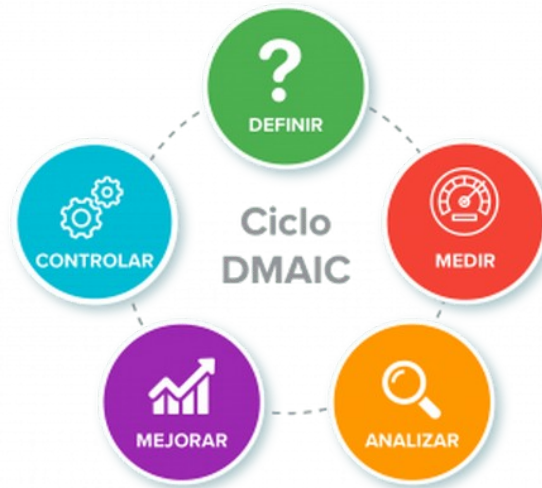 ?
DEFINIR
MEDIR
ANALIZAR
MEJORAR
CONTROLAR
Ciclo
DMAIC